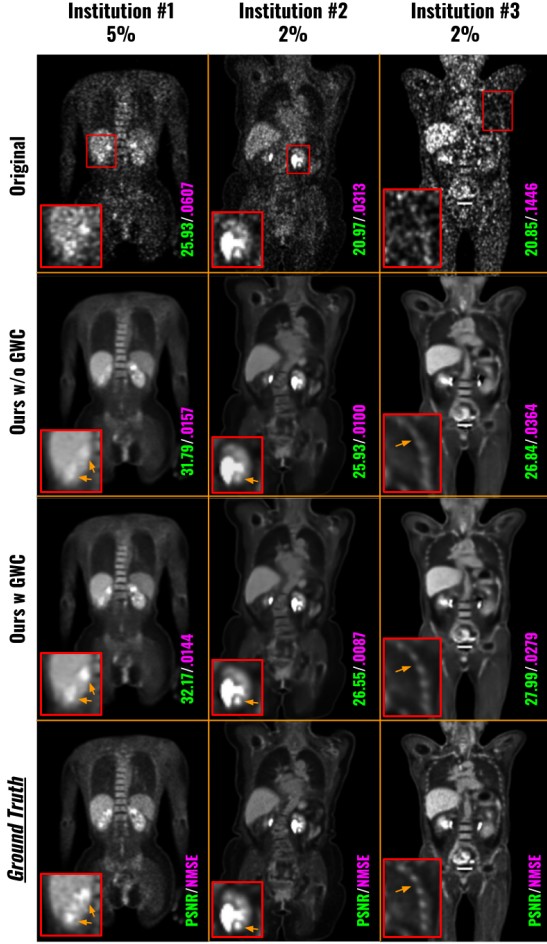 Institution #1
5%
Institution #2
2%
Institution #3
2%
Original
25.93/.0607
20.97/.0313
20.85/.1446
Ours w/o GWC
31.79/.0157
25.93/.0100
26.84/.0364
Ours w GWC
32.17/.0144
26.55/.0087
27.99/.0279
Ground Truth
PSNR/NMSE
PSNR/NMSE
PSNR/NMSE